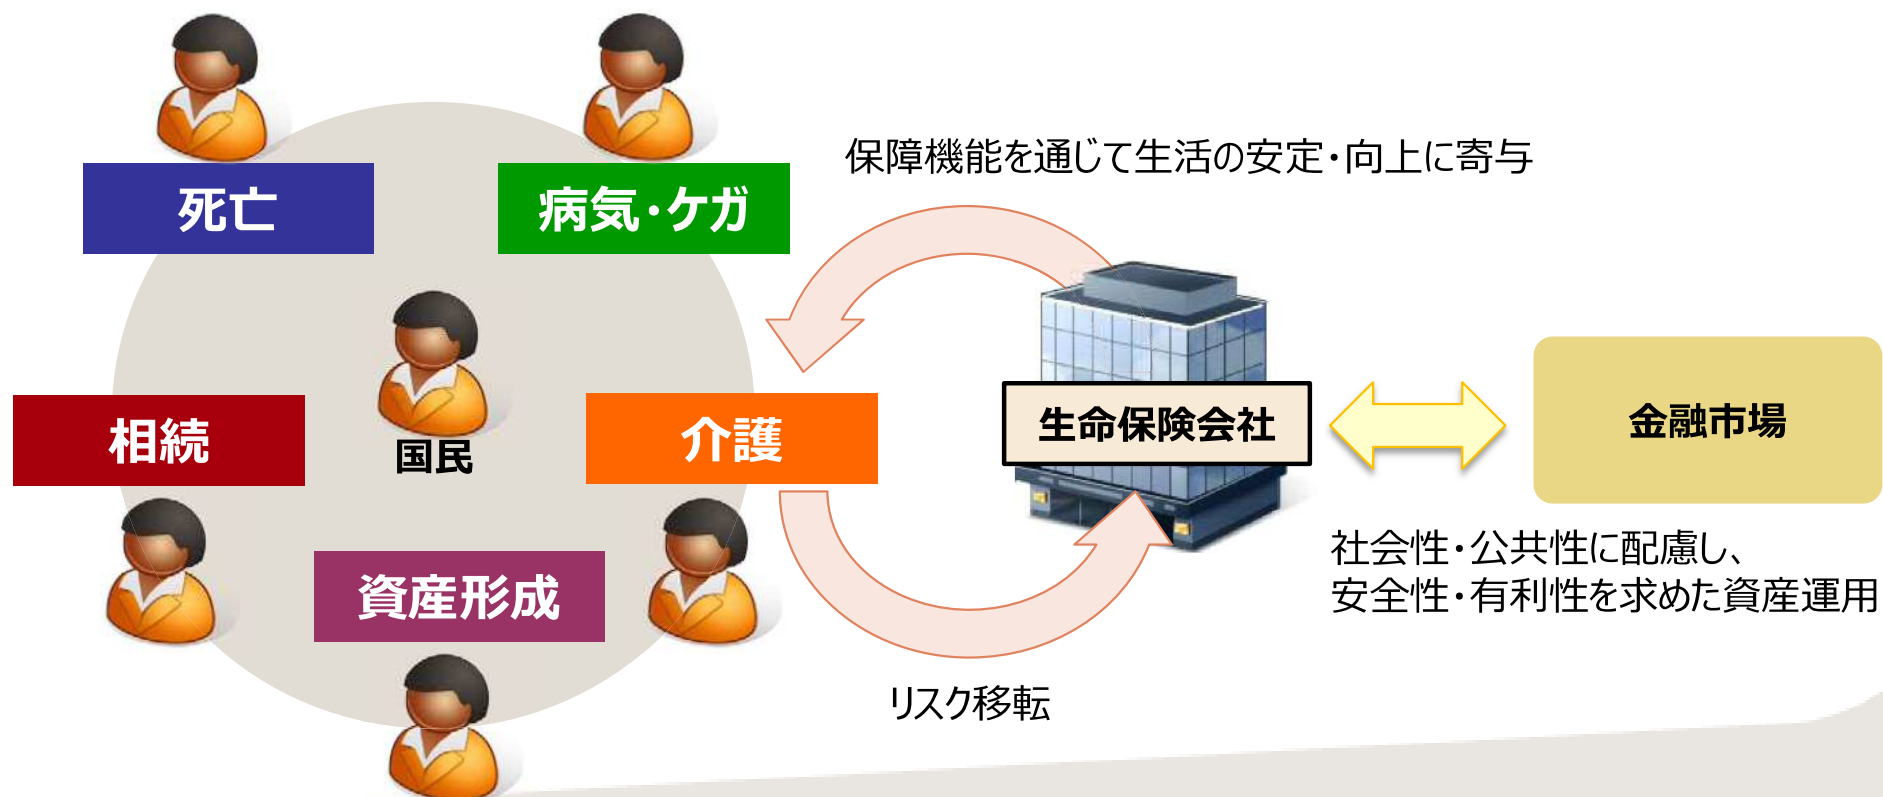 保障機能を通じて生活の安定・向上に寄与
死亡
病気・ケガ
相続
国民
介護
生命保険会社
金融市場
社会性・公共性に配慮し、
安全性・有利性を求めた資産運用
資産形成
リスク移転